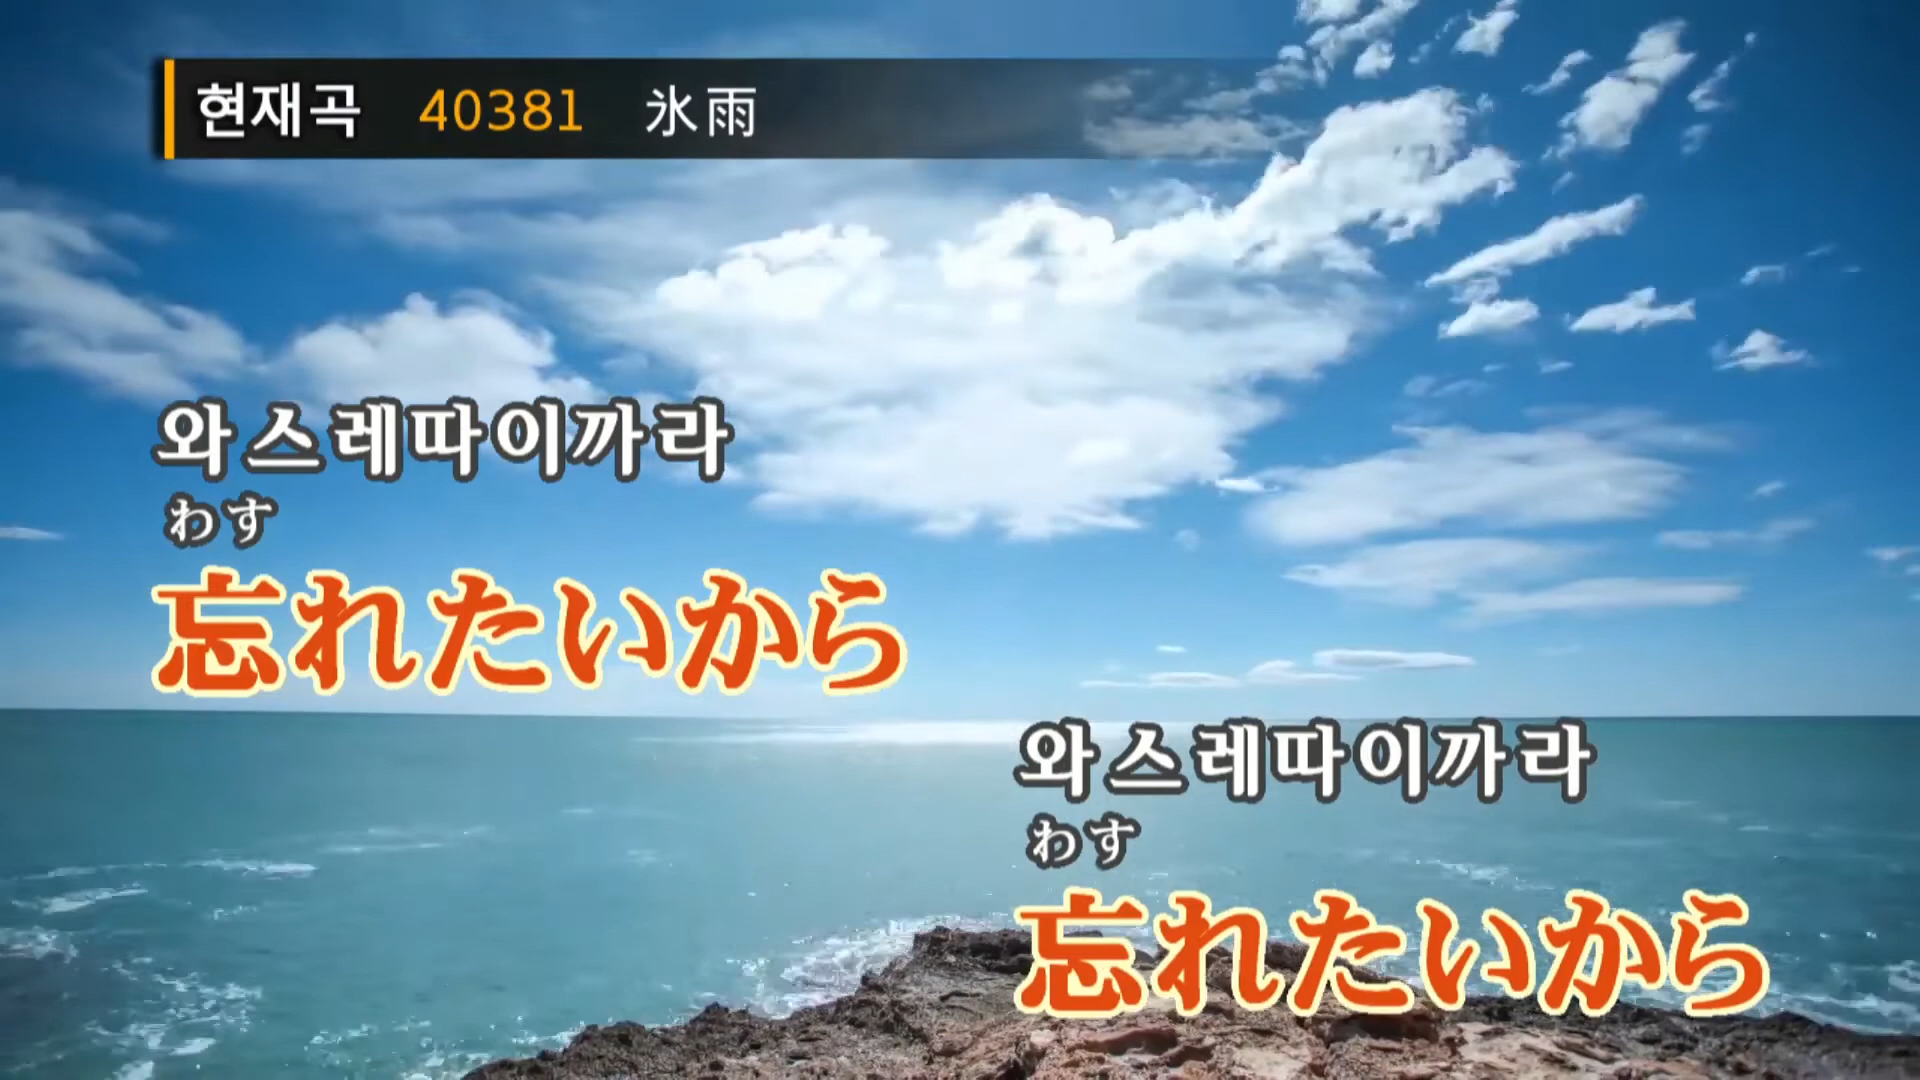 현재곡 40381 氷雨
와스레따이까라
わす
忘れたいから
와스레따이까라
わす
忘れたいから